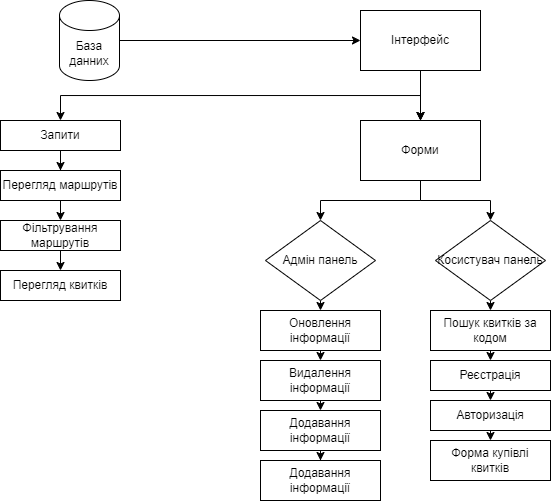 База
данних
Інтерфейс
Запити
Форми
Перегляд маршрутів
Фільтрування
маршрутів
Перегляд квитків
Адмін панель
Косистувач панель
Оновлення
інформації
Видалення
інформації
Додавання
інформації
Додавання
інформації
Пошук квитків за
кодом
Реєстрація
Авторизація
Форма купівлі
квитків